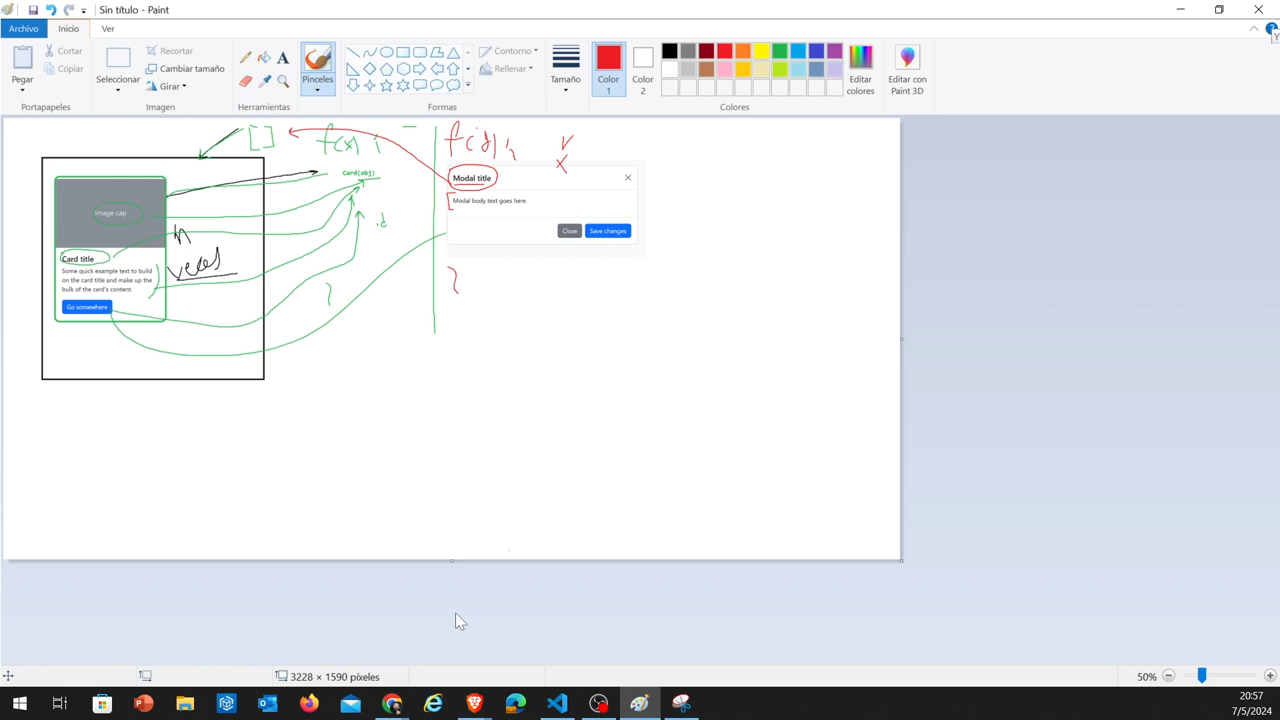 Sin título - Paint
Archivo
Inicio
Ver
Pegar
Cortar
Copiar
Portapapeles
Seleccionar
Recortar
Cambiar tamaño
Girar
Imagen
Herramientas
Pinceles
Contorno
Rellenar
Formas
Tamaño
Color 1
Color 2
Editar colores
Editar con Paint 3D
Colores
[ ]
f(x) {
Card(obj)
.id
}
Image cap
Card title
Some quick example text to build
on the card title and make up the
bulk of the card's content.
Go somewhere
n
veces
Modal title
Modal body text goes here.
Close
Save changes
}
3228 × 1590 píxeles
50%
20:57
7/5/2024